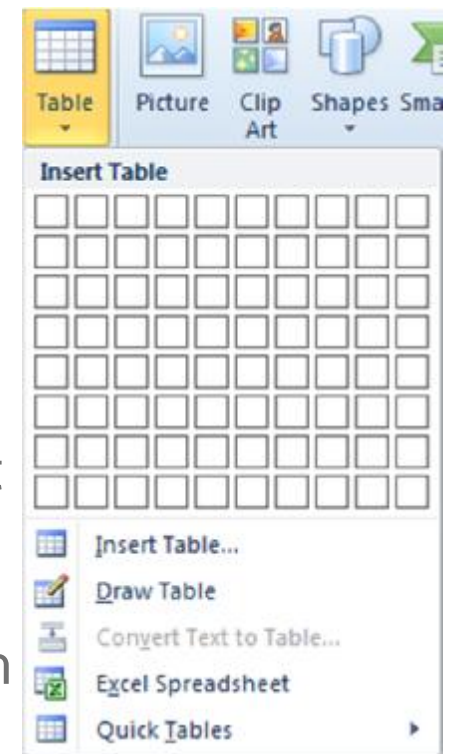 Table Picture Clip Shapes Sma
Art
Insert Table
Insert Table...
Draw Table
Convert Text to Table...
Excel Spreadsheet
Quick Tables